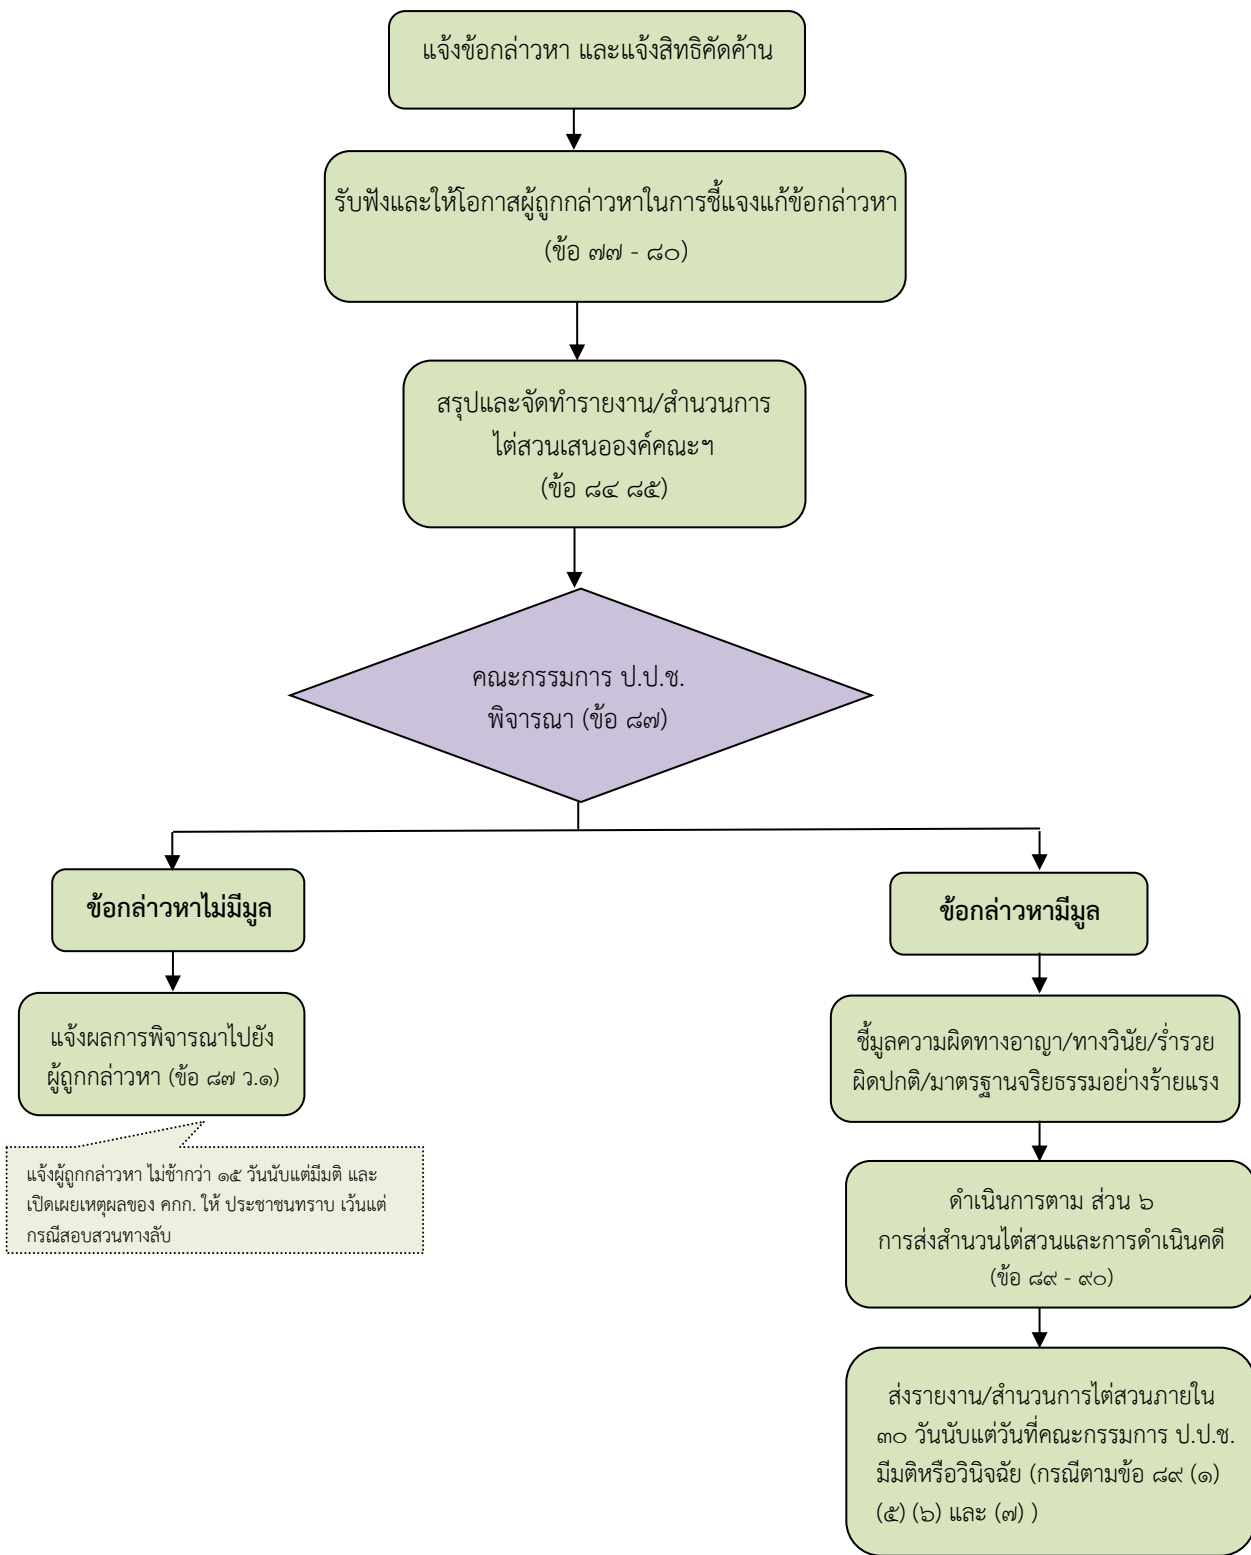 แจ้งข้อกล่าวหา และแจ้งสิทธิคัดค้าน
รับฟังและให้โอกาสผู้ถูกกล่าวหาในการชี้แจงแก้ข้อกล่าวหา
(ข้อ ๗๗ - ๘๐)
สรุปและจัดทำรายงาน/สำนวนการ
ไต่สวนเสนอองค์คณะฯ
(ข้อ ๘๔ ๘๕)
คณะกรรมการ ป.ป.ช.
พิจารณา (ข้อ ๘๗)
ข้อกล่าวหาไม่มีมูล
แจ้งผลการพิจารณาไปยัง
ผู้ถูกกล่าวหา (ข้อ ๘๗ ว.๑)
แจ้งผู้ถูกกล่าวหา ไม่ช้ากว่า ๑๕ วันนับแต่มีมติ และ
เปิดเผยเหตุผลของ คกก. ให้ ประชาชนทราบ เว้นแต่
กรณีสอบสวนทางลับ
ข้อกล่าวหามีมูล
ชี้มูลความผิดทางอาญา/ทางวินัย/ร่ำรวย
ผิดปกติ/มาตรฐานจริยธรรมอย่างร้ายแรง
ดำเนินการตาม ส่วน ๖
การส่งสำนวนไต่สวนและการดำเนินคดี
(ข้อ ๘๙ - ๙๐)
ส่งรายงาน/สำนวนการไต่สวนภายใน
๓๐ วันนับแต่วันที่คณะกรรมการ ป.ป.ช.
มีมติหรือวินิจฉัย (กรณีตามข้อ ๘๙ (๑)
(๕) (๖) และ (๗) )